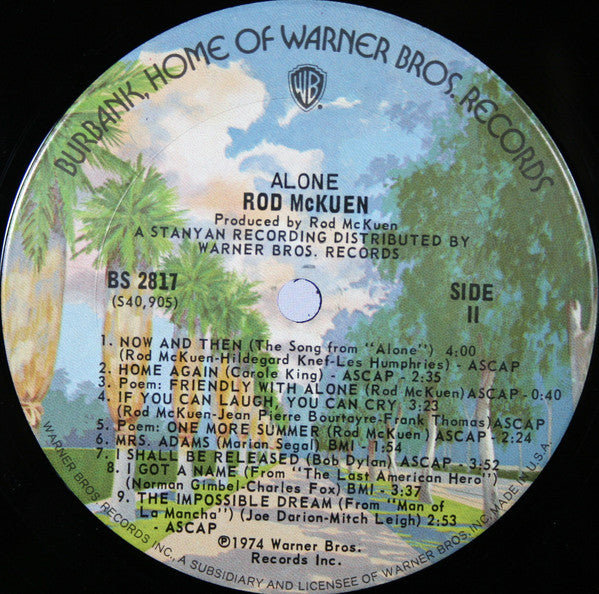 BURBANK, HOME OF WARNER BROS. RECORDS
WB
ALONE
ROD McKUEN
Produced by Rod McKuen
A STANYAN RECORDING DISTRIBUTED BY
WARNER BROS. RECORDS
BS 2817
(S40,905)
SIDE
II
1. NOW AND THEN (The Song from "Alone") 4:00
(Rod McKuen-Hildegard Knef-Les Humphries) - ASCAP
2. HOME AGAIN (Carole King) - ASCAP - 2:35
3. Poem: FRIENDLY WITH ALONE (Rod McKuen) ASCAP - 0:40
4. IF YOU CAN LAUGH, YOU CAN CRY 3:23
(Rod McKuen-Jean Pierre Bourtayre-Frank Thomas) ASCAP
5. Poem: ONE MORE SUMMER (Rod McKuen) ASCAP - 2:24
6. MRS. ADAMS (Marian Segal) BMI - 1:54
7. I SHALL BE RELEASED (Bob Dylan) - ASCAP - 3:52
8. I GOT A NAME (From "The Last American Hero")
(Norman Gimbel-Charles Fox) BMI - 3:37
9. THE IMPOSSIBLE DREAM (From "Man of
La Mancha") (Joe Darion-Mitch Leigh) 2:53
- ASCAP
℗1974 Warner Bros.
Records Inc.
WARNER BROS. RECORDS INC., A SUBSIDIARY AND LICENSEE OF WARNER BROS. INC. MADE IN U.S.A.